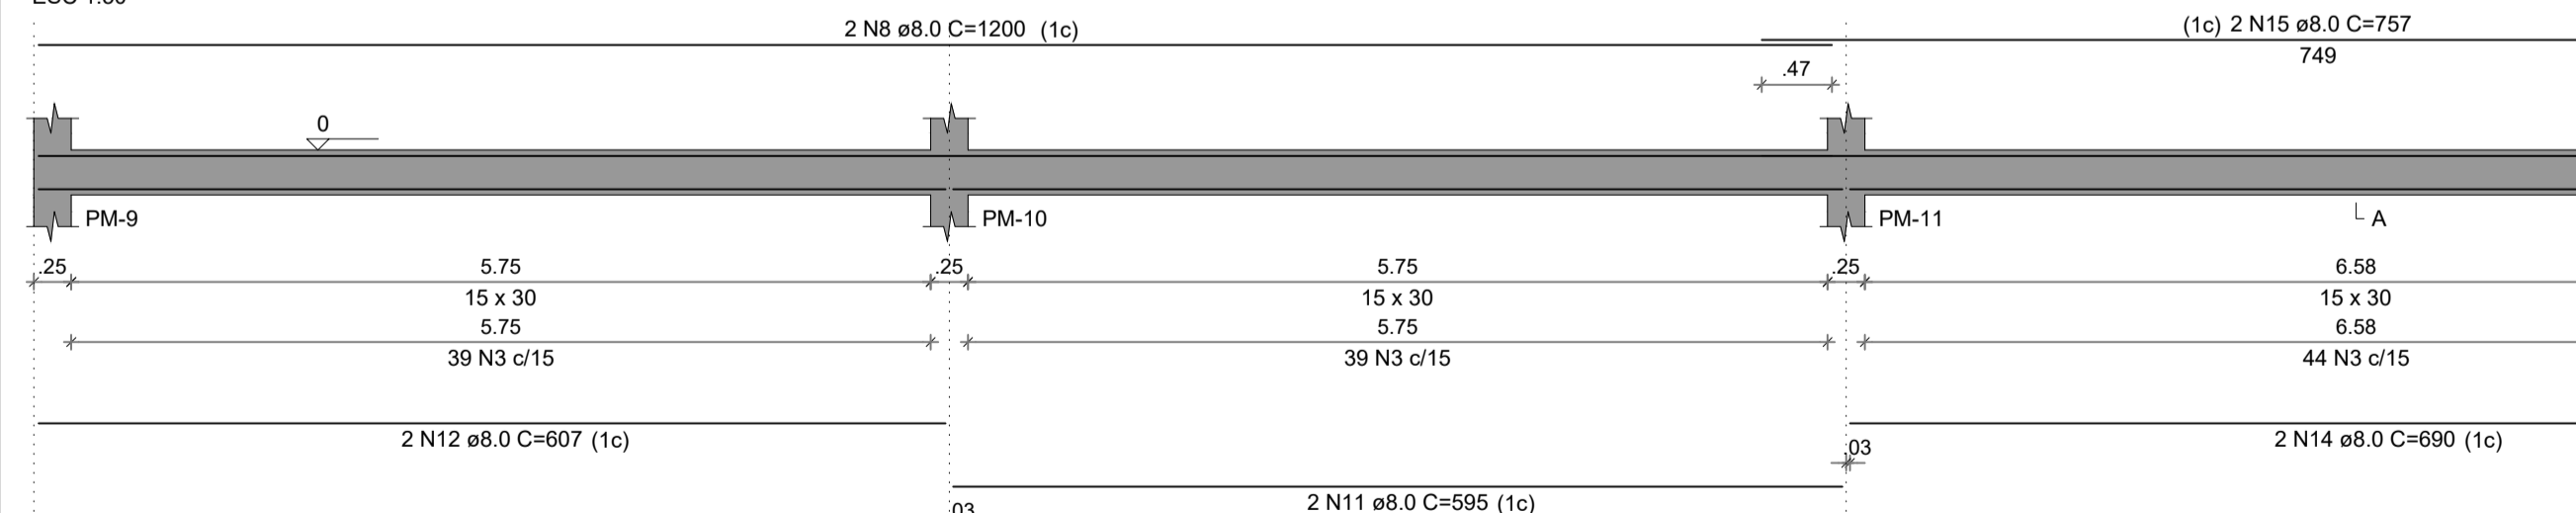 2 N8 ø8.0 C=1200 (1c)
(1c) 2 N15 ø8.0 C=757
749
.47
0
PM-9
PM-10
PM-11
A
.25
5.75
.25
5.75
.25
6.58
15 x 30
15 x 30
15 x 30
5.75
5.75
6.58
39 N3 c/15
39 N3 c/15
44 N3 c/15
2 N12 ø8.0 C=607 (1c)
2 N14 ø8.0 C=690 (1c)
.03
2 N11 ø8.0 C=595 (1c)